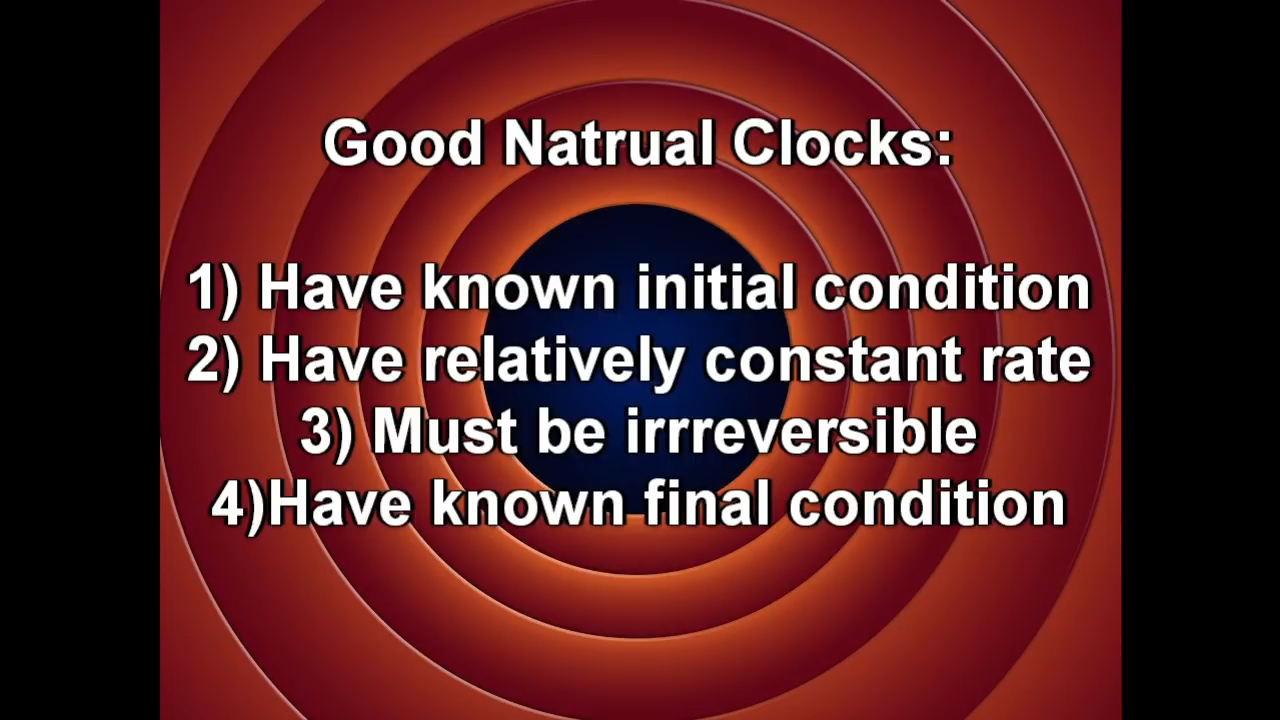 Good Natrual Clocks:
1) Have known initial condition
2) Have relatively constant rate
3) Must be irrreversible
4)Have known final condition